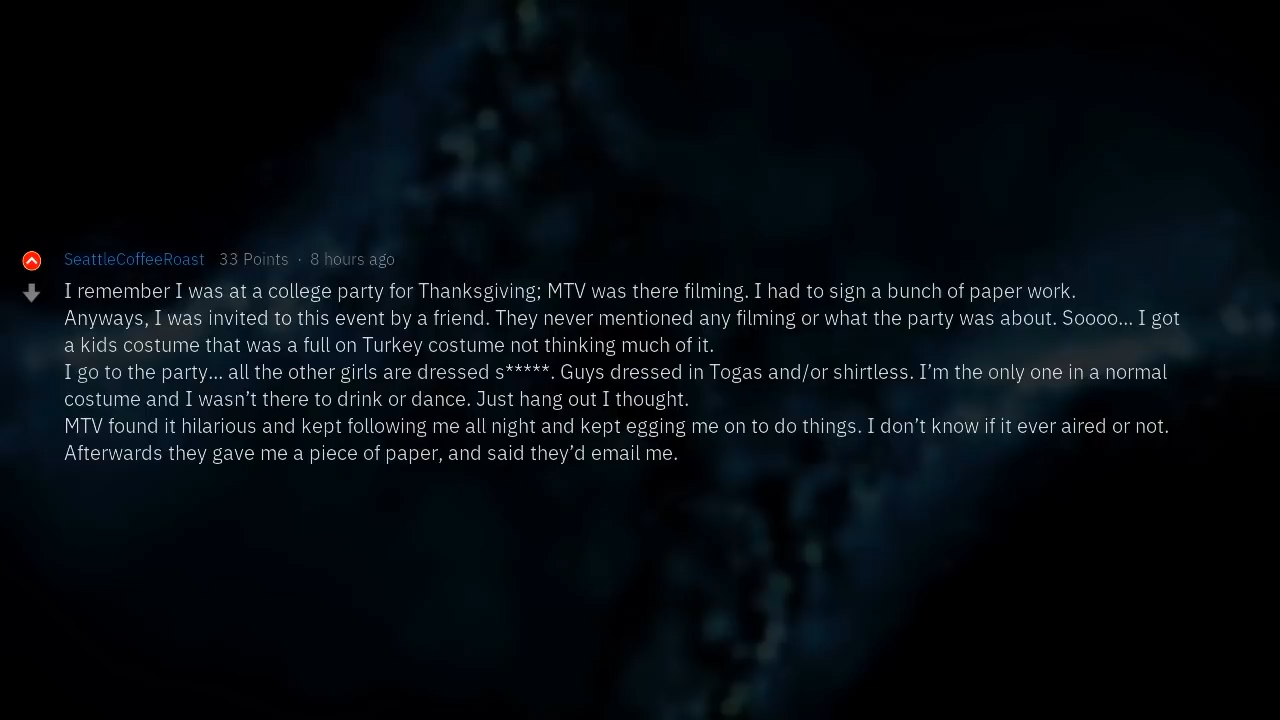 SeattleCoffeeRoast 33 Points · 8 hours ago
I remember I was at a college party for Thanksgiving; MTV was there filming. I had to sign a bunch of paper work.
Anyways, I was invited to this event by a friend. They never mentioned any filming or what the party was about. Soooo... I got
a kids costume that was a full on Turkey costume not thinking much of it.
I go to the party... all the other girls are dressed s*****. Guys dressed in Togas and/or shirtless. I’m the only one in a normal
costume and I wasn’t there to drink or dance. Just hang out I thought.
MTV found it hilarious and kept following me all night and kept egging me on to do things. I don’t know if it ever aired or not.
Afterwards they gave me a piece of paper, and said they’d email me.